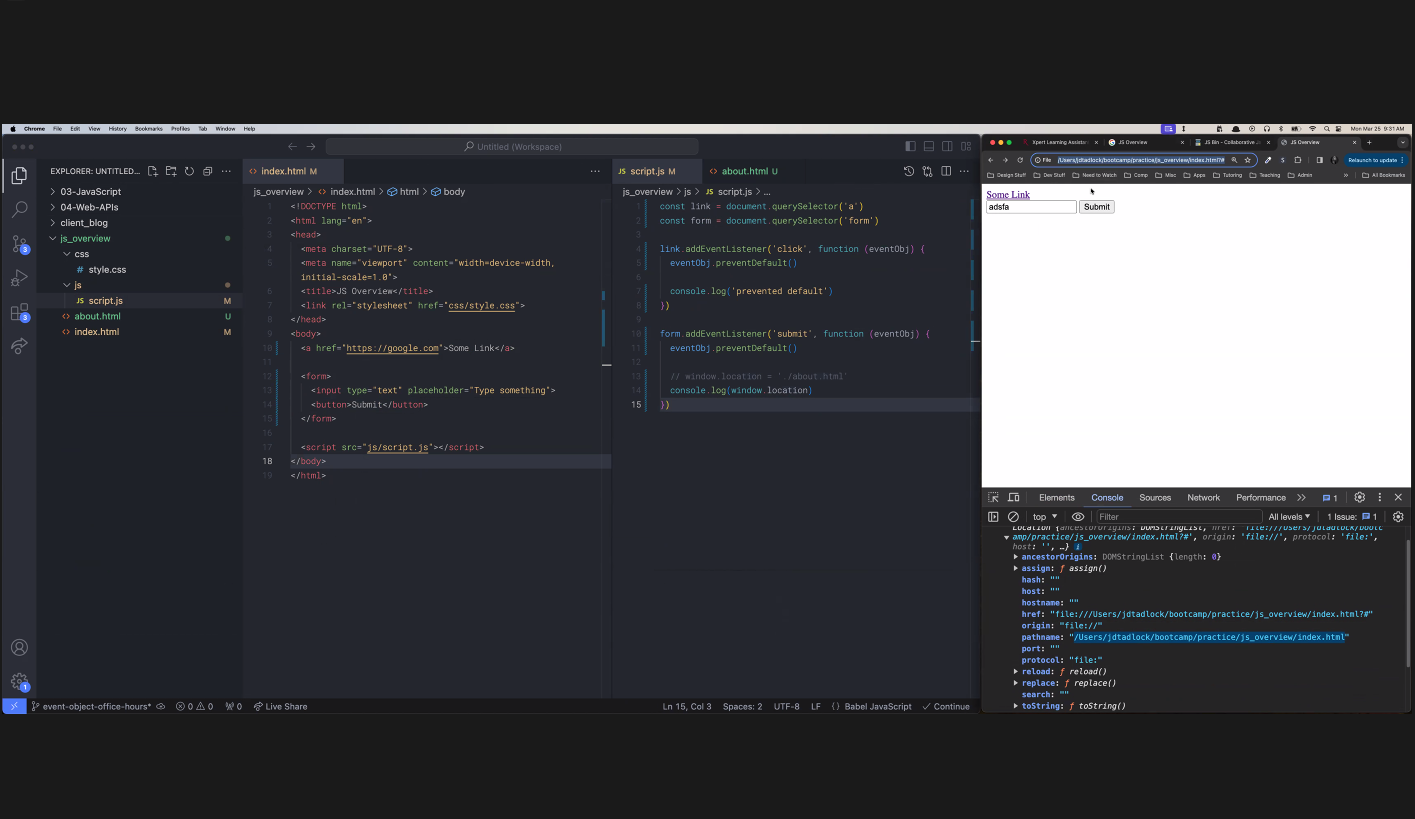 Chrome File Edit View History Bookmarks Profiles Tab Window Help
Mon Mar 25 9:31 AM
Untitled (Workspace)
EXPLORER: UNTITLED...
03-JavaScript
04-Web-APIs
client_blog
js_overview
css
# style.css
js
JS script.js M
<> about.html U
<> index.html M
3
3
1
<> index.html M
js_overview > <> index.html > html > body
1 <!DOCTYPE html>
2 <html lang="en">
3 <head>
4 <meta charset="UTF-8">
5 <meta name="viewport" content="width=device-width,
initial-scale=1.0">
6 <title>JS Overview</title>
7 <link rel="stylesheet" href="css/style.css">
8 </head>
9 <body>
10 <a href="https://google.com">Some Link</a>
11
12 <form>
13 <input type="text" placeholder="Type something">
14 <button>Submit</button>
15 </form>
16
17 <script src="js/script.js"></script>
18 </body>
19 </html>
JS script.js M
<> about.html U
js_overview > js > JS script.js > ...
1 const link = document.querySelector('a')
2 const form = document.querySelector('form')
3
4 link.addEventListener('click', function (eventObj) {
5 eventObj.preventDefault()
6
7 console.log('prevented default')
8 })
9
10 form.addEventListener('submit', function (eventObj) {
11 eventObj.preventDefault()
12
13 // window.location = './about.html'
14 console.log(window.location)
15 })
event-object-office-hours* 0 0 0 Live Share
Ln 15, Col 3 Spaces: 2 UTF-8 LF {} Babel JavaScript Continue
Xpert Learning Assistan
JS Overview
JS Bin - Collaborative
JS Overview
File /Users/jdtadlock/bootcamp/practice/js_overview/index.html?#
Relaunch to update
Design Stuff Dev Stuff Need to Watch Comp Misc Apps Tutoring Teaching Admin » All Bookmarks
Some Link
adsfa Submit
Elements Console Sources Network Performance » 1
top Filter All levels 1 Issue: 1
Location {ancestorOrigins: DOMStringList, href: 'file:///Users/jdtadlock/bootc
amp/practice/js_overview/index.html?#', origin: 'file://', protocol: 'file:',
host: '', …} i
ancestorOrigins: DOMStringList {length: 0}
assign: ƒ assign()
hash: ""
host: ""
hostname: ""
href: "file:///Users/jdtadlock/bootcamp/practice/js_overview/index.html?#"
origin: "file://"
pathname: "/Users/jdtadlock/bootcamp/practice/js_overview/index.html"
port: ""
protocol: "file:"
reload: ƒ reload()
replace: ƒ replace()
search: ""
toString: ƒ toString()